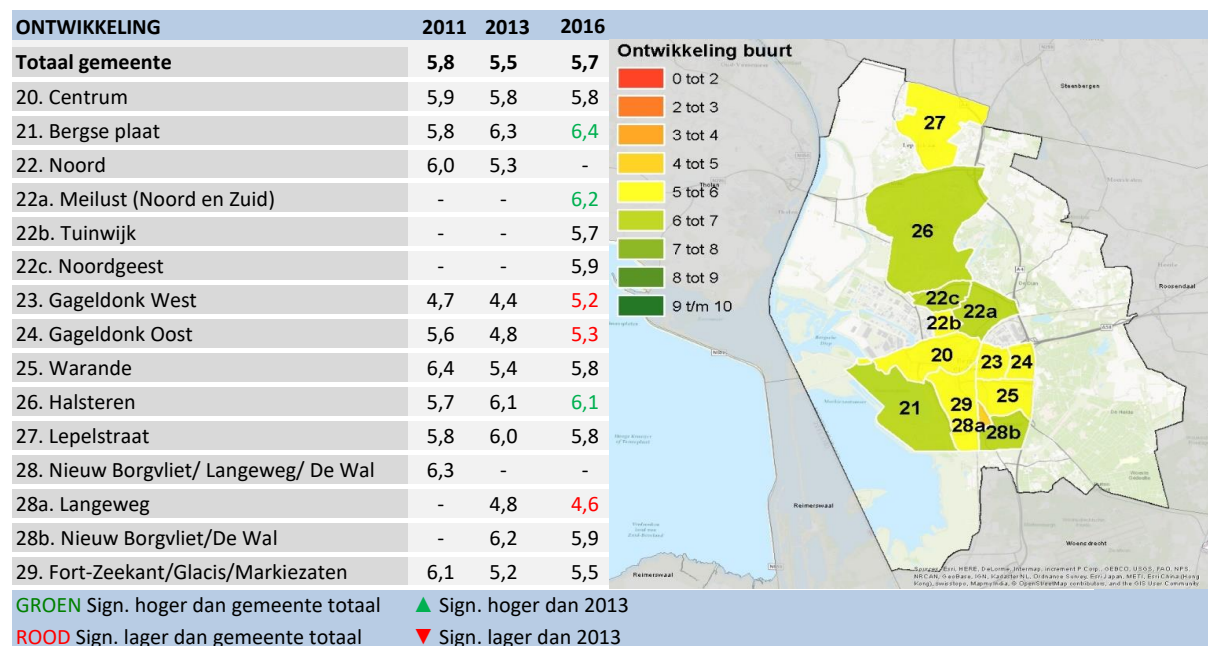 ONTWIKKELING 2011 2013 2016
Totaal gemeente 5,8 5,5 5,7
20. Centrum 5,9 5,8 5,8
21. Bergse plaat 5,8 6,3 6,4
22. Noord 6,0 5,3 -
22a. Meilust (Noord en Zuid) - - 6,2
22b. Tuinwijk - - 5,7
22c. Noordgeest - - 5,9
23. Gageldonk West 4,7 4,4 5,2
24. Gageldonk Oost 5,6 4,8 5,3
25. Warande 6,4 5,4 5,8
26. Halsteren 5,7 6,1 6,1
27. Lepelstraat 5,8 6,0 5,8
28. Nieuw Borgvliet/ Langeweg/ De Wal 6,3 - -
28a. Langeweg - 4,8 4,6
28b. Nieuw Borgvliet/De Wal - 6,2 5,9
29. Fort-Zeekant/Glacis/Markiezaten 6,1 5,2 5,5
GROEN Sign. hoger dan gemeente totaal ▲ Sign. hoger dan 2013
ROOD Sign. lager dan gemeente totaal ▼ Sign. lager dan 2013
Ontwikkeling buurt
0 tot 2
2 tot 3
3 tot 4
4 tot 5
5 tot 6
6 tot 7
7 tot 8
8 tot 9
9 t/m 10
Steenbergen
27
Tholen
26
A4
Roosendaal
22c
22a
22b
20
23
24
25
21
29
28a
28b
Reimerswaal
Woensdrecht
Reimerswaal